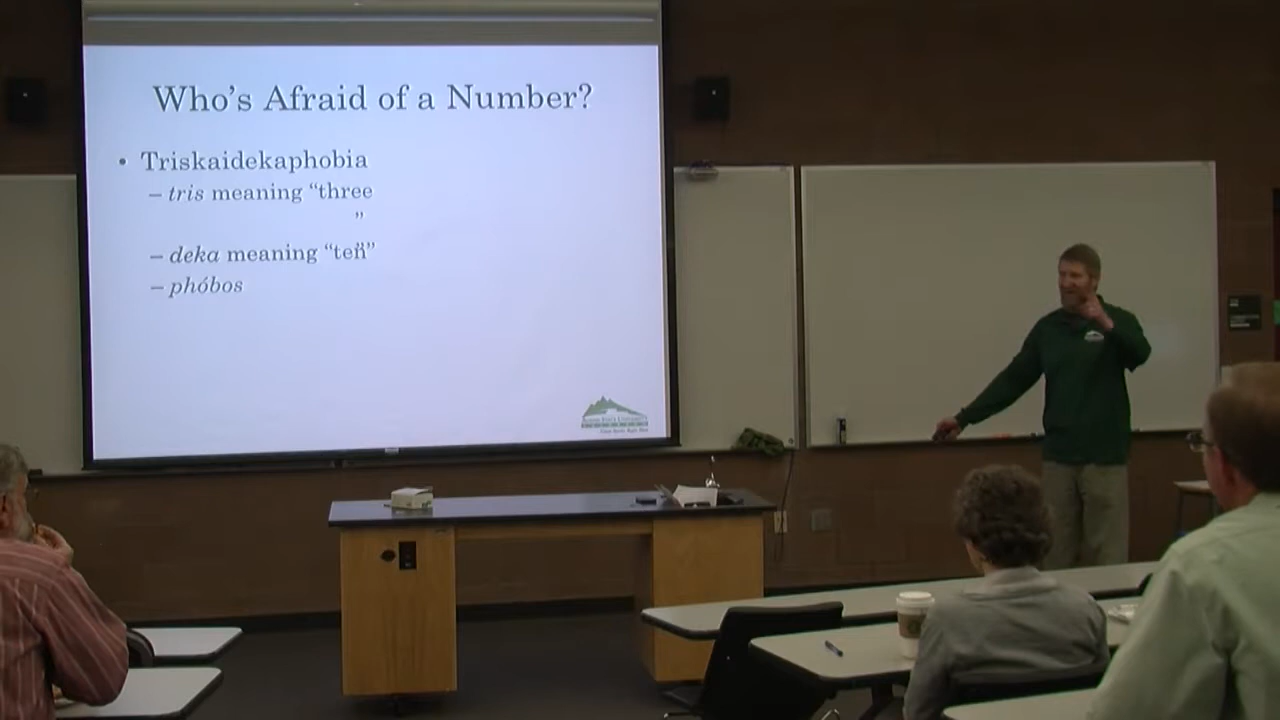 Who's Afraid of a Number?
• Triskaidekaphobia
– tris meaning “three
”
– deka meaning “ten”
– phóbos